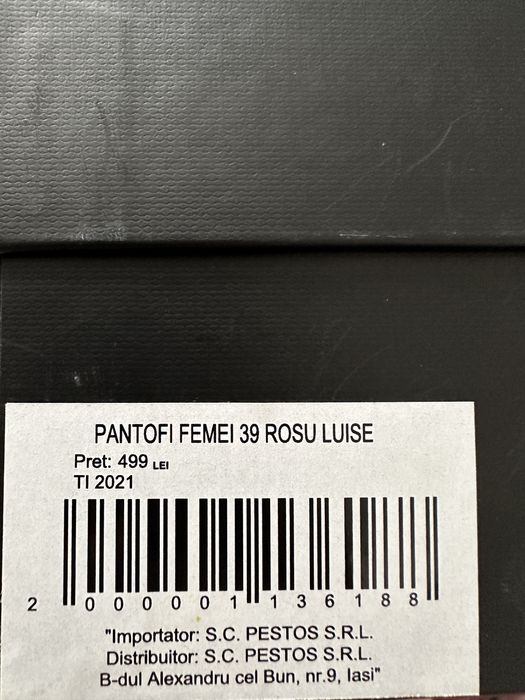 PANTOFI FEMEI 39 ROSU LUISE
Pret: 499 LEI
TI 2021
2 000001 136188
"Importator: S.C. PESTOS S.R.L.
Distribuitor: S.C. PESTOS S.R.L.
B-dul Alexandru cel Bun, nr.9, Iasi"